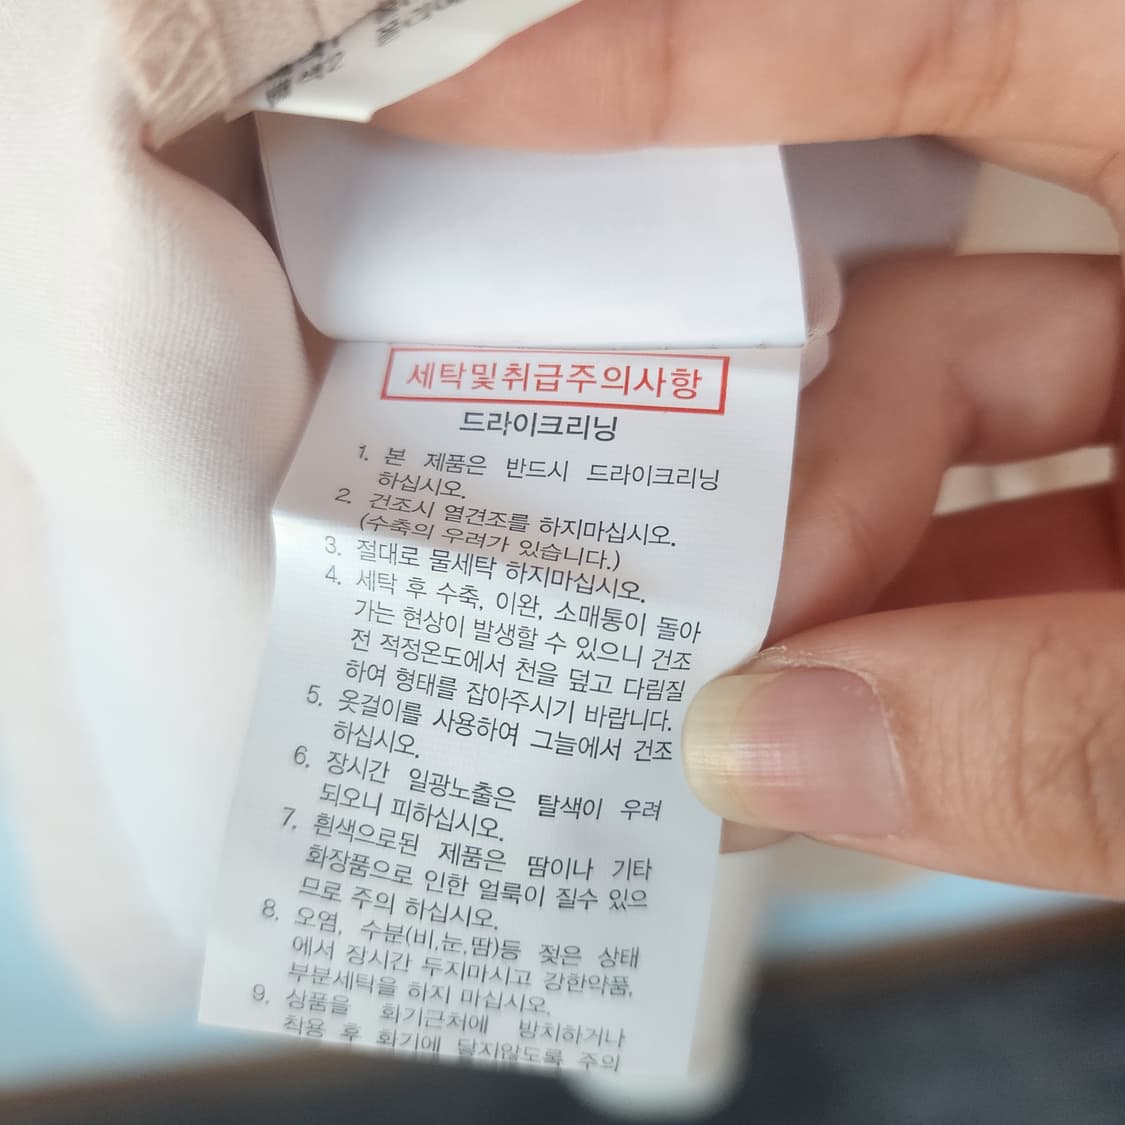 색2
세탁및취급주의사항
드라이크리닝
1. 본 제품은 반드시 드라이크리닝
하십시오.
2. 건조시 열견조를 하지마십시오.
(수축의 우려가 있습니다.)
3. 절대로 물세탁 하지마십시오.
4. 세탁 후 수축, 이완, 소매통이 돌아
가는 현상이 발생할 수 있으니 건조
전 적정온도에서 천을 덮고 다림질
하여 형태를 잡아주시기 바랍니다.
5. 옷걸이를 사용하여 그늘에서 건조
하십시오.
6. 장시간 일광노출은 탈색이 우려
되오니 피하십시오.
7. 흰색으로된 제품은 땀이나 기타
화장품으로 인한 얼룩이 질수 있으
므로 주의 하십시오.
8. 오염, 수분(비,눈,땀)등 젖은 상태
에서 장시간 두지마시고 강한약품,
부분세탁을 하지 마십시오.
9. 상품을 화기근처에 방치하거나
착용 후 화기에 닿지않도록 주의